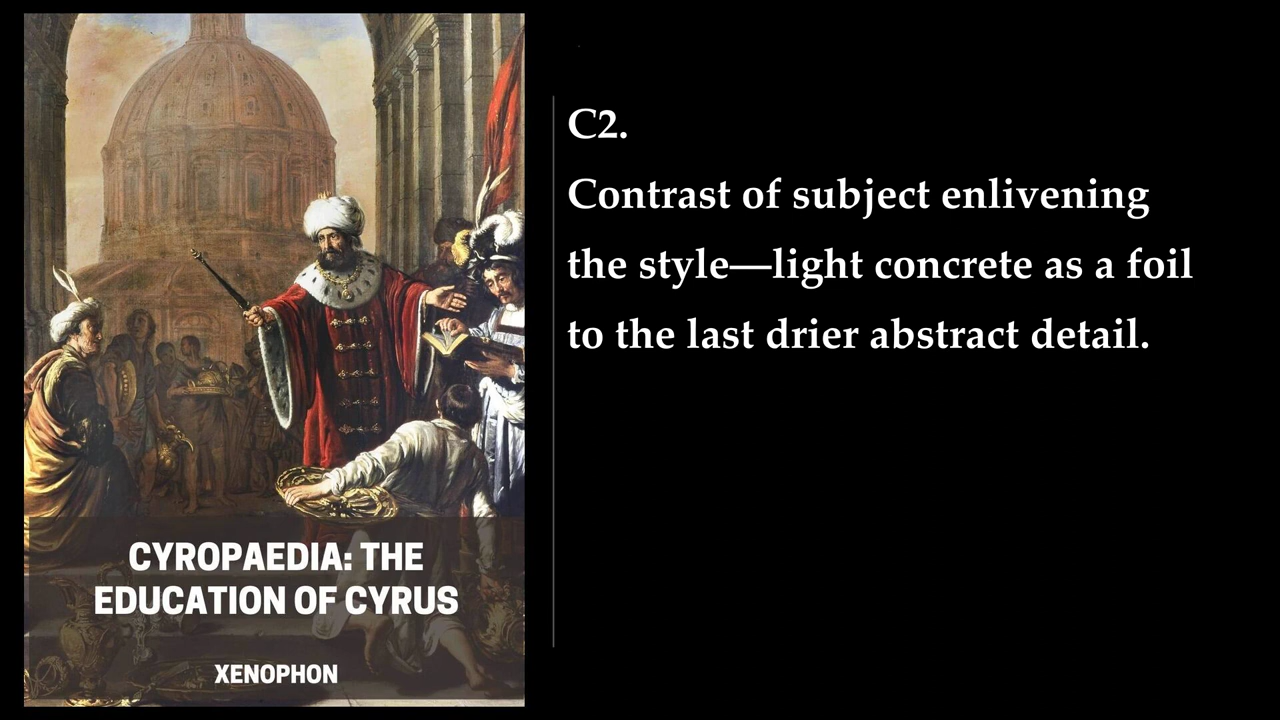 CYROPAEDIA: THE
EDUCATION OF CYRUS
XENOPHON
C2.
Contrast of subject enlivening
the style—light concrete as a foil
to the last drier abstract detail.